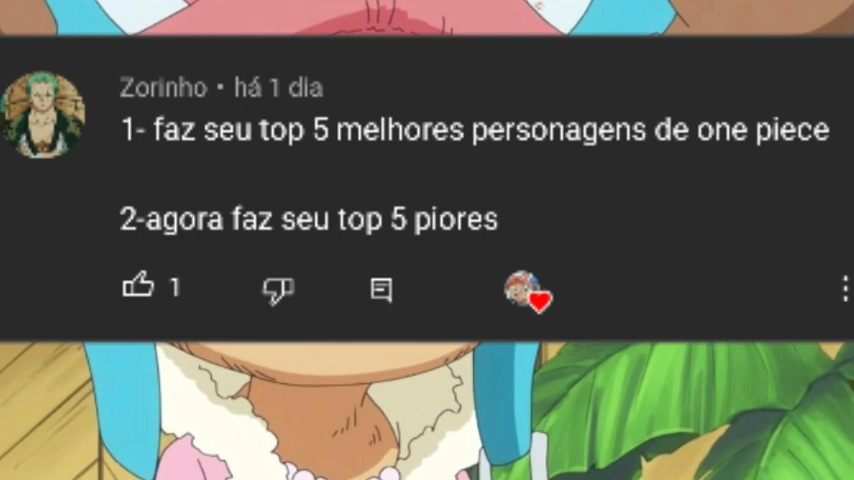 Zorinho • há 1 dia
1- faz seu top 5 melhores personagens de one piece
2-agora faz seu top 5 piores
1